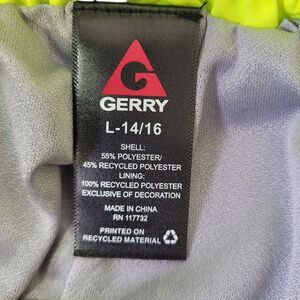 GERRY
L-14/16
SHELL:
55% POLYESTER/
45% RECYCLED POLYESTER
LINING:
100% RECYCLED POLYESTER
EXCLUSIVE OF DECORATION
MADE IN CHINA
RN 117732
PRINTED ON
RECYCLED MATERIAL